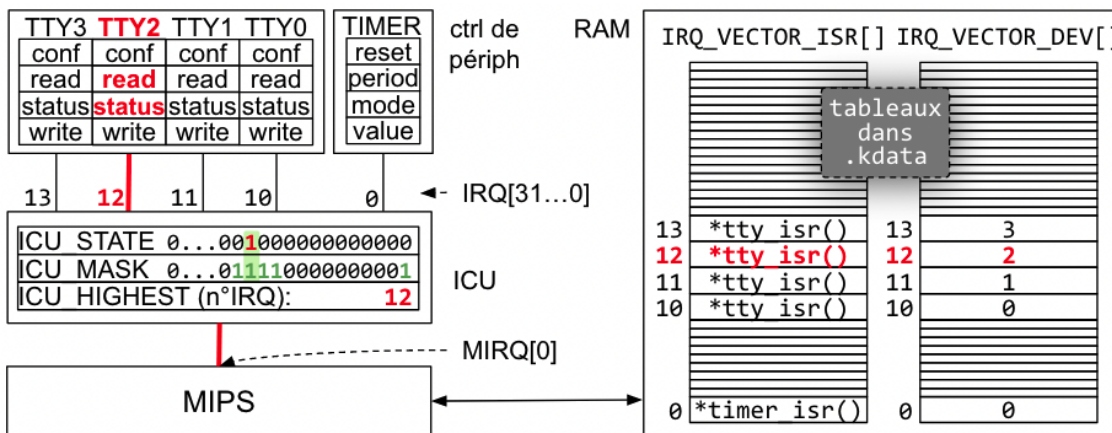 TTY3 TTY2 TTY1 TTY0
conf conf conf conf
read read read read
status status status status
write write write write
TIMER
reset
period
mode
value
ctrl de
périph
13 12 11 10 0
IRQ[31...0]
ICU_STATE 0...001000000000000
ICU_MASK 0...011110000000001
ICU_HIGHEST (n°IRQ): 12
ICU
MIRQ[0]
MIPS
RAM
IRQ_VECTOR_ISR[] IRQ_VECTOR_DEV[]
tableaux
dans
.kdata
13 *tty_isr() 13 3
12 *tty_isr() 12 2
11 *tty_isr() 11 1
10 *tty_isr() 10 0
0 *timer_isr() 0 0